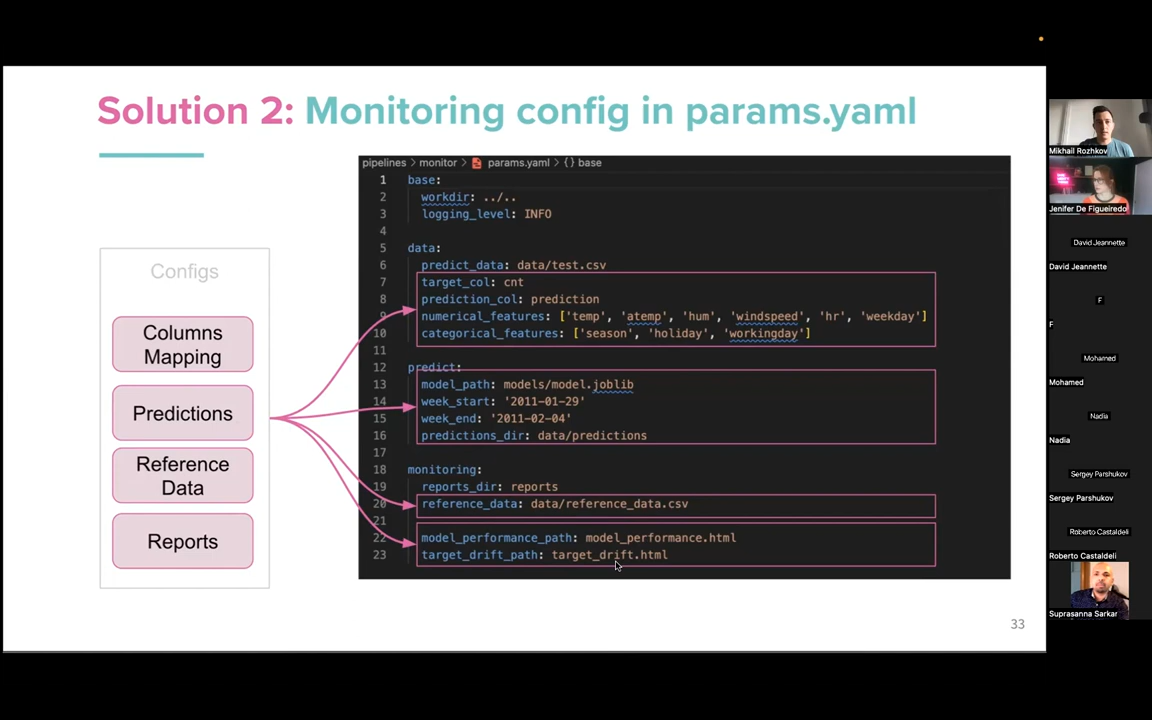 Solution 2: Monitoring config in params.yaml
pipelines > monitor > params.yaml > {} base
1 base:
2 workdir: ../..
3 logging_level: INFO
4
5 data:
6 predict_data: data/test.csv
7 target_col: cnt
8 prediction_col: prediction
9 numerical_features: ['temp', 'atemp', 'hum', 'windspeed', 'hr', 'weekday']
10 categorical_features: ['season', 'holiday', 'workingday']
11
12 predict:
13 model_path: models/model.joblib
14 week_start: '2011-01-29'
15 week_end: '2011-02-04'
16 predictions_dir: data/predictions
17
18 monitoring:
19 reports_dir: reports
20 reference_data: data/reference_data.csv
21
22 model_performance_path: model_performance.html
23 target_drift_path: target_drift.html
Configs
Columns
Mapping
Predictions
Reference
Data
Reports
33
Mikhail Rozhkov
Jenifer De Figueiredo
David Jeannette
David Jeannette
F
F
Mohamed
Mohamed
Nadia
Nadia
Sergey Parshukov
Sergey Parshukov
Roberto Castaldeli
Roberto Castaldeli
Suprasanna Sarkar